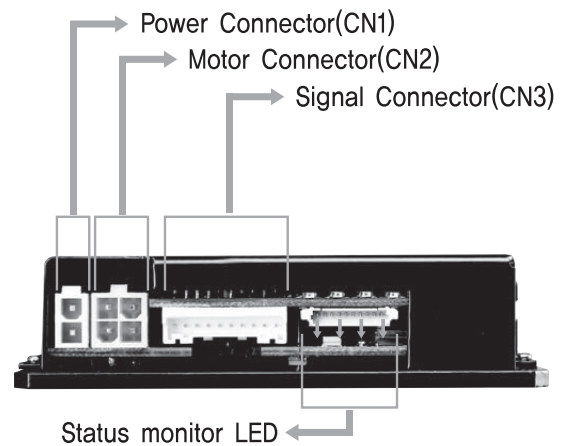 Power Connector(CN1)
Motor Connector(CN2)
Signal Connector(CN3)
Status monitor LED